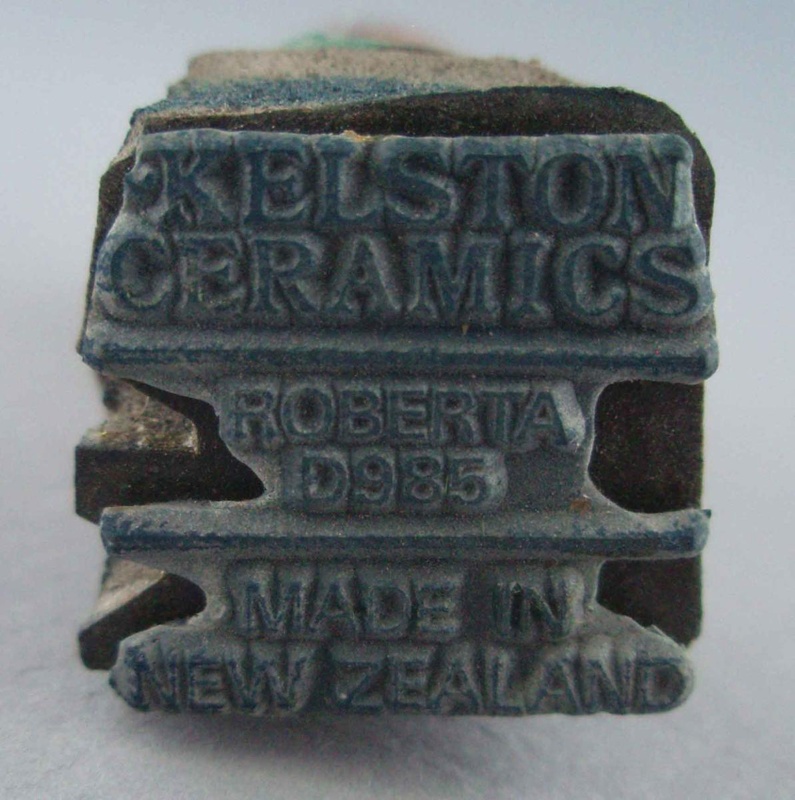 KELSTON
CERAMICS
ROBERTA
D985
MADE IN
NEW ZEALAND